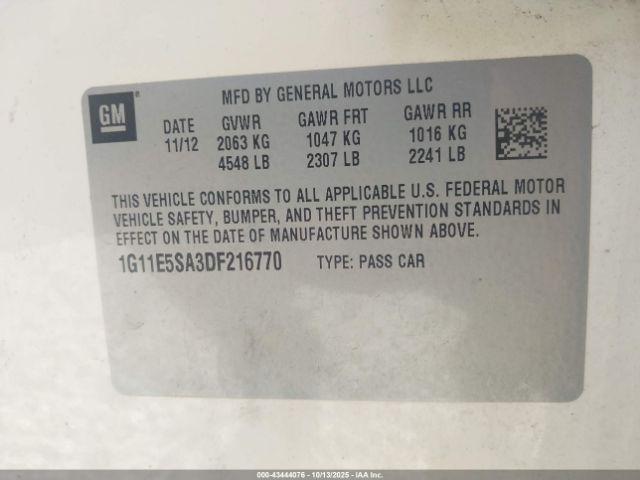 GM®
MFD BY GENERAL MOTORS LLC
DATE GVWR GAWR FRT GAWR RR
11/12 2063 KG 1047 KG 1016 KG
4548 LB 2307 LB 2241 LB
THIS VEHICLE CONFORMS TO ALL APPLICABLE U.S. FEDERAL MOTOR
VEHICLE SAFETY, BUMPER, AND THEFT PREVENTION STANDARDS IN
EFFECT ON THE DATE OF MANUFACTURE SHOWN ABOVE.
1G11E5SA3DF216770 TYPE: PASS CAR
000-43444076 - 10/13/2025 - IAA Inc.